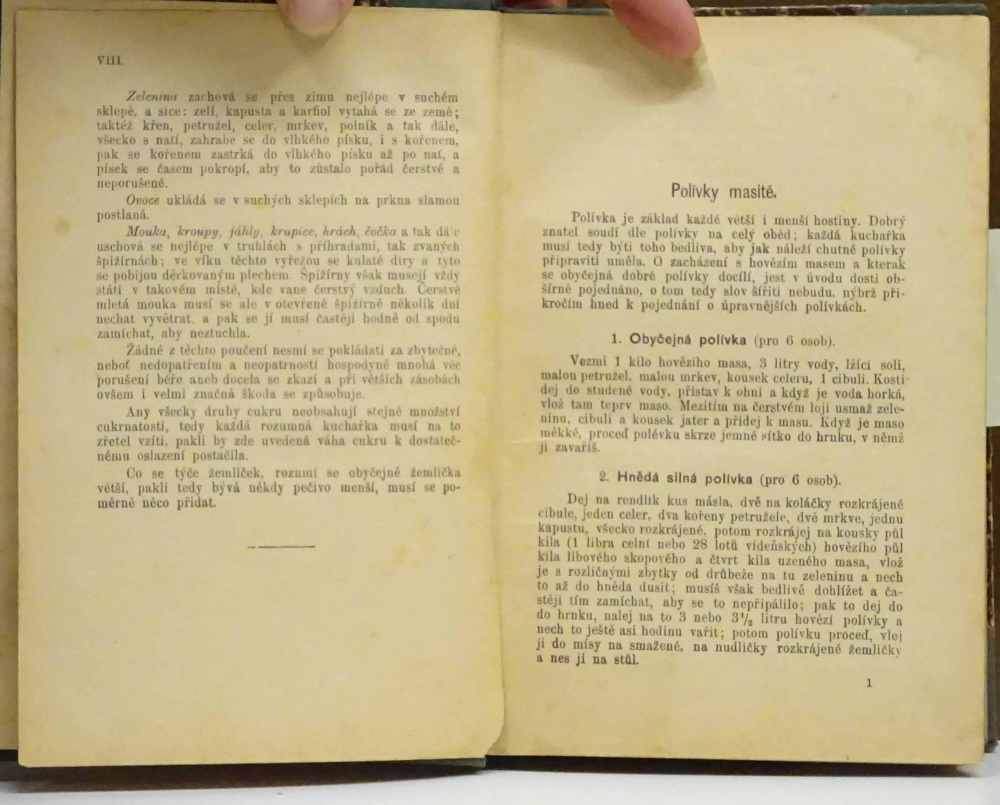 VIII.
Zelenina zachová se přes zimu nejlépe v suchém
sklepě, a sice: zelí, kapusta a karfiol vytahá se ze země;
taktéž křen, petružel, celer, mrkev, polník a tak dále,
všecko s natí, zahrabe se do vlhkého písku, i s kořenem,
pak se kořenem zastrká do vlhkého písku až po nať, a
písek se časem pokropí, aby to zůstalo pořád čerstvé a
neporušené.
Ovoce ukládá se v suchých sklepích na prkna slamou
postlaná.
Mouka, kroupy, jáhly, krupice, hrách, čočka a tak dále
uschová se nejlépe v truhlách s příhradami, tak zvaných
špižírnách; ve víku těchto vyřežou se kulaté díry a tyto
se pobijou děrkovaným plechem. Špižírny však musejí vždy
státi v takovém místě, kde vane čerstvý vzduch. Čerstvě
mletá mouka musí se ale v otevřené špižírně několik dní
nechat vyvětrat, a pak se jí musí častěji hodně od spodu
zamíchat, aby neztuchla.
Žádné z těchto poučení nesmí se pokládati za zbytečné,
neboť nedopatřením a neopatrností hospodyně mnohá věc
porušení béře aneb docela se zkazí a při větších zásobách
ovšem i velmi značná škoda se způsobuje.
Any všecky druhy cukru neobsahují stejné množství
cukrnatosti, tedy každá rozumná kuchařka musí na to
zřetel vzíti, pakli by zde uvedená váha cukru k dostateč-
nému oslazení postačila.
Co se týče žemliček, rozumí se obyčejně žemlička
větší, pakli tedy bývá někdy pečivo menší, musí se po-
měrně něco přidat.
Polívky masité.
Polívka je základ každé větší i menší hostiny. Dobrý
znatel soudí dle polívky na celý oběd; každá kuchařka
musí tedy býti toho bedliva, aby jak náleží chutné polívky
připraviti uměla. O zacházení s hovězím masem a kterak
se obyčejná dobré polívky docílí, jest v úvodu dosti ob-
šírně pojednáno, o tom tedy slov šířiti nebudu, nýbrž při-
kročím hned k pojednání o úpravnějších polívkách.
1. Obyčejná polívka (pro 6 osob).
Vezmi 1 kilo hovězího masa, 3 litry vody, lžíci soli,
malou petružel, malou mrkev, kousek celeru, 1 cibuli. Kosti
dej do studené vody, přistav k ohni a když je voda horká,
vlož tam teprv maso. Mezitím na čerstvém loji usmaž zele-
ninu, cibuli a kousek jater a přidej k masu. Když je maso
měkké, proceď polévku skrze jemné sítko do hrnku, v němž
ji zavaříš.
2. Hnědá silná polívka (pro 6 osob).
Dej na rendlík kus másla, dvě na koláčky rozkrájené
cibule, jeden celer, dva kořeny petružele, dvě mrkve, jednu
kapustu, všecko rozkrájené, potom rozkrájej na kousky půl
kila (1 libra celní nebo 28 lotů vídeňských) hovězího půl
kila libového skopového a čtvrt kila uzeného masa, vlož
je s rozličnými zbytky od drůbeže na tu zeleninu a nech
to až do hněda dusit; musíš však bedlivě dohlížet a ča-
stěji tím zamíchat, aby se to nepřipálilo; pak to dej do
do hrnku, nalej na to 3 nebo 3½ litru hovězí polívky a
nech to ještě asi hodinu vařit; potom polívku proceď, vlej
ji do mísy na smažené, na nudličky rozkrájené žemličky
a nes ji na stůl.
1